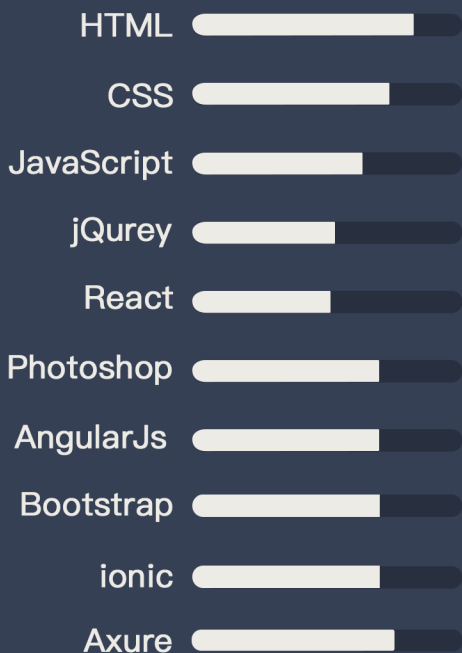 HTML
CSS
JavaScript
jQurey
React
Photoshop
AngularJs
Bootstrap
ionic
Axure